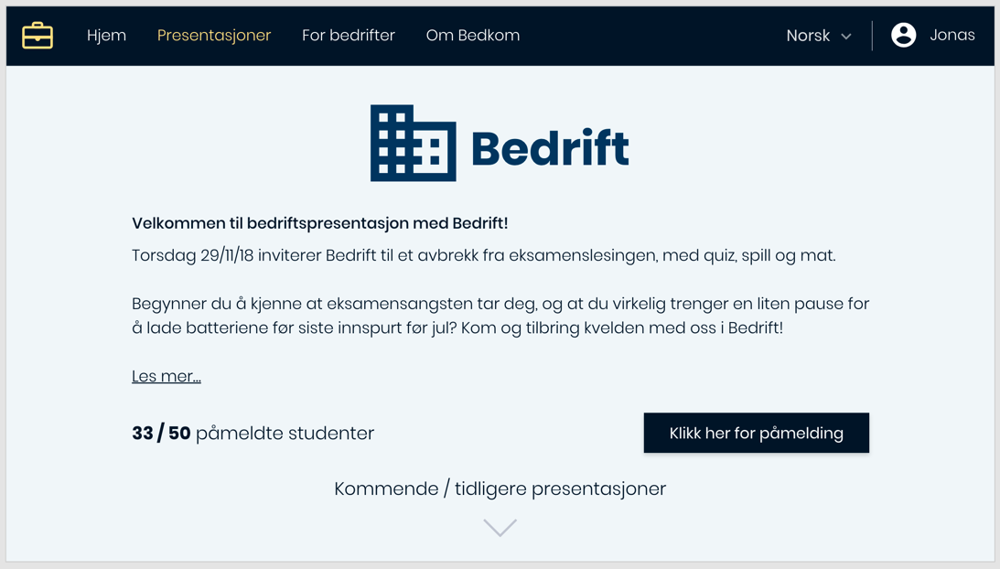 Hjem Presentasjoner For bedrifter Om Bedkom Norsk Jonas
Bedrift
Velkommen til bedriftspresentasjon med Bedrift!
Torsdag 29/11/18 inviterer Bedrift til et avbrekk fra eksamenslesingen, med quiz, spill og mat.
Begynner du å kjenne at eksamensangsten tar deg, og at du virkelig trenger en liten pause for
å lade batteriene før siste innspurt før jul? Kom og tilbring kvelden med oss i Bedrift!
Les mer...
33 / 50 påmeldte studenter
Klikk her for påmelding
Kommende / tidligere presentasjoner